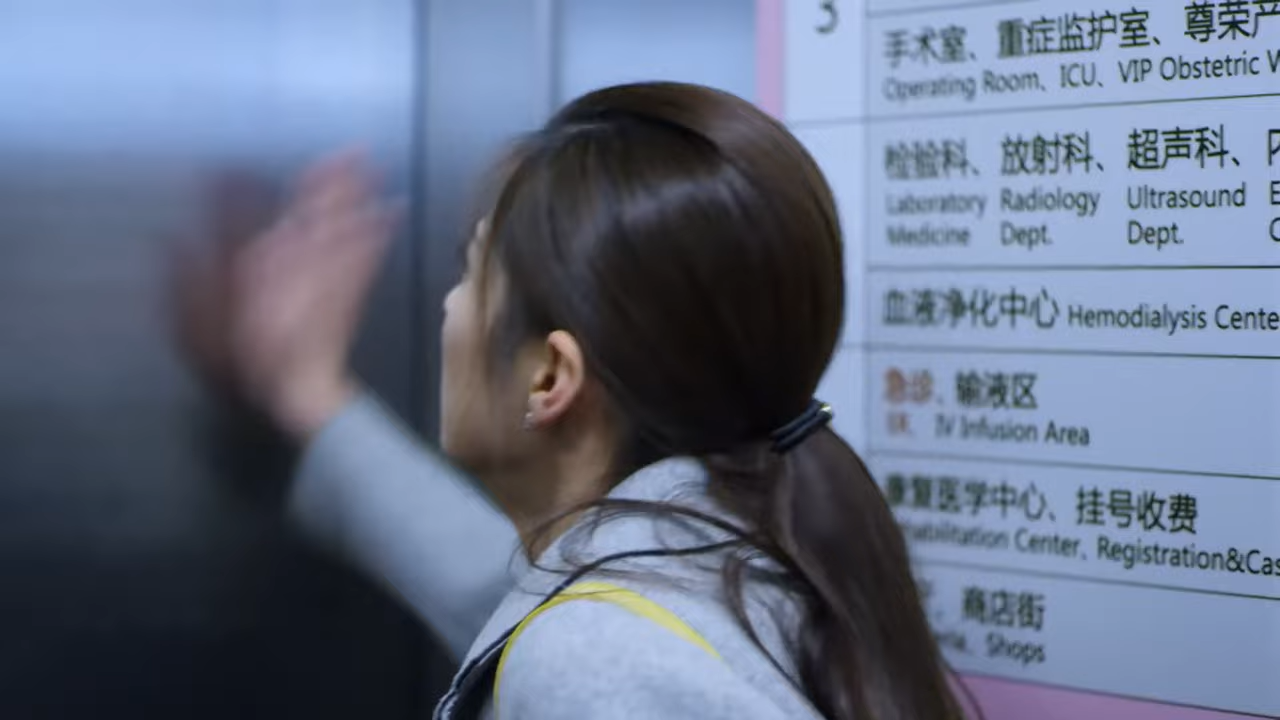 3
手术室、重症监护室、尊荣产
Operating Room、ICU、VIP Obstetric W
检验科、放射科、超声科、
Laboratory Radiology Ultrasound
Medicine Dept. Dept.
血液净化中心 Hemodialysis Cente
急诊、输液区
IV Infusion Area
康复医学中心、挂号收费
habilitation Center、Registration&Cas
商店街
Shops